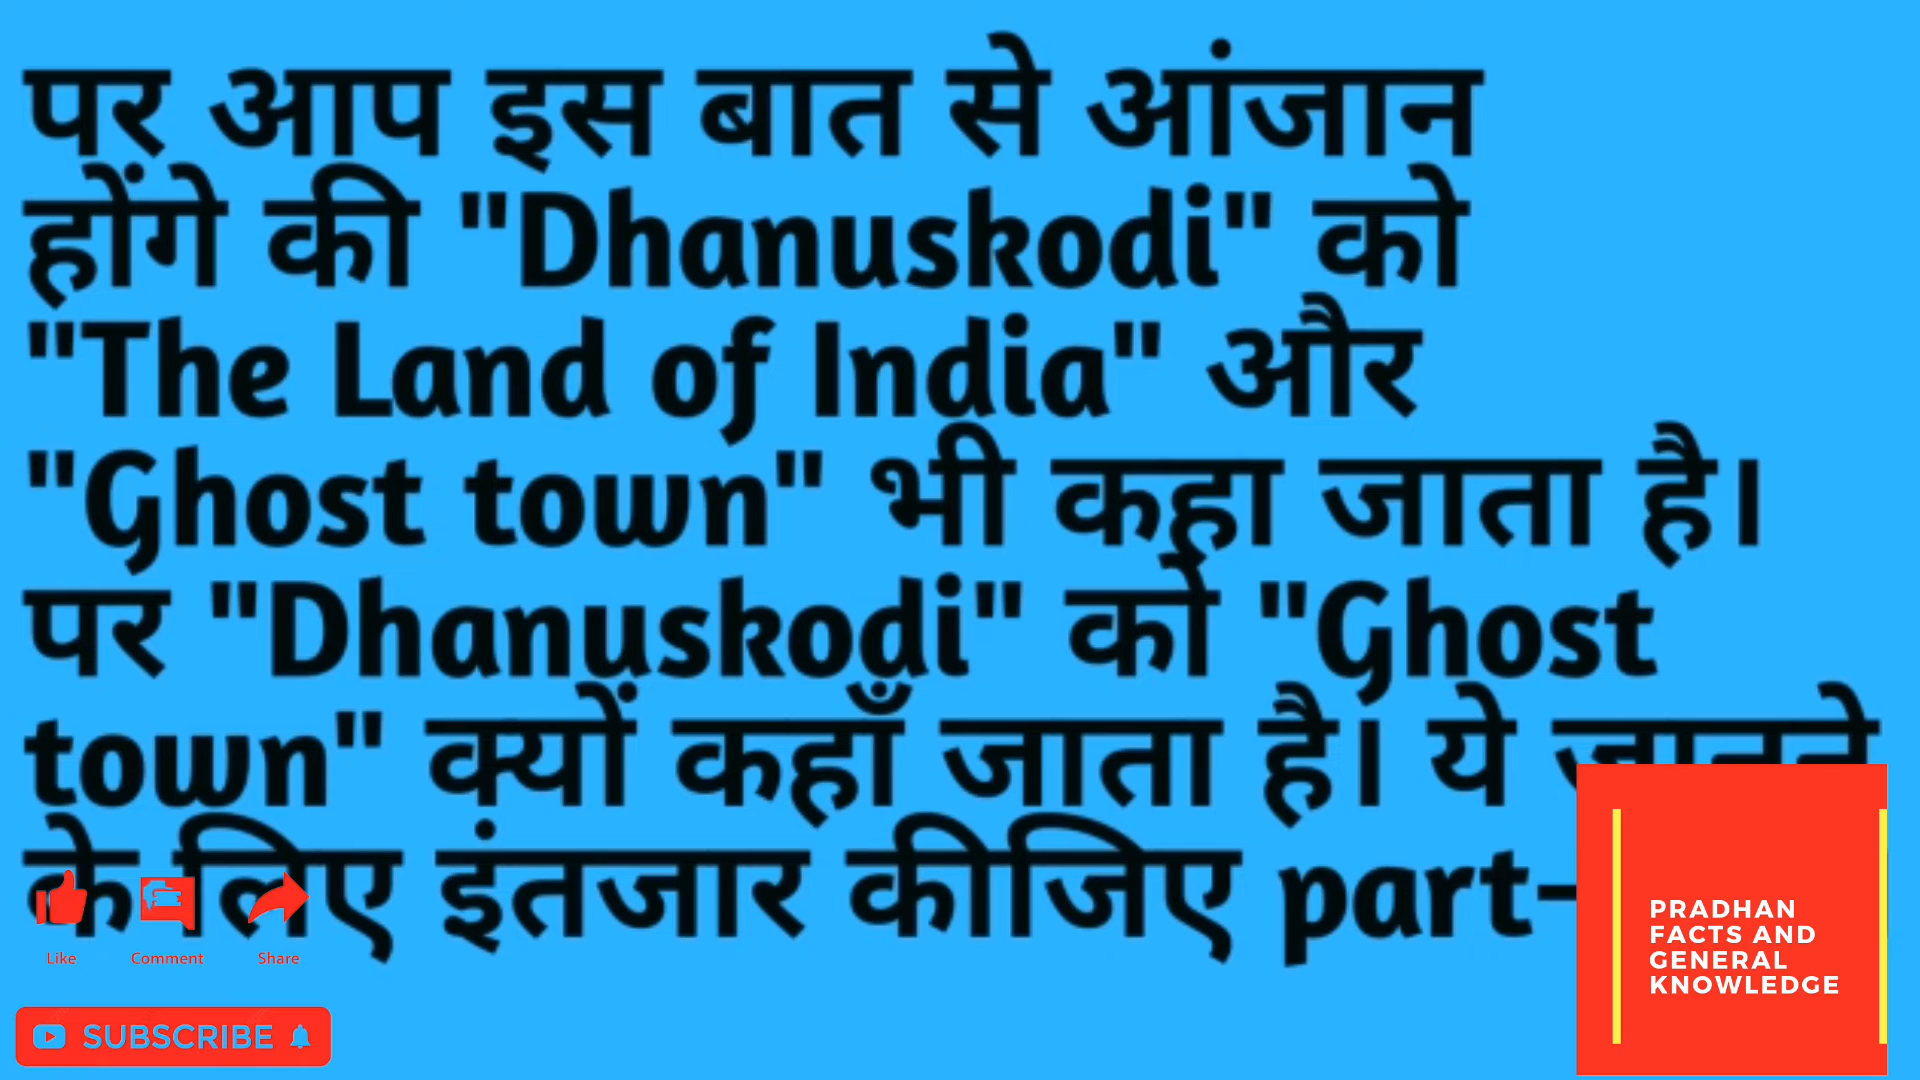 पर आप इस बात से आंजान
होंगे की "Dhanuskodi" को
"The Land of India" और
"Ghost town" भी कहा जाता है।
पर "Dhanuskodi" को "Ghost
town" क्यों कहाँ जाता है। ये
के लिए इंतजार कीजिए part-
Like Comment Share
SUBSCRIBE
PRADHAN
FACTS AND
GENERAL
KNOWLEDGE